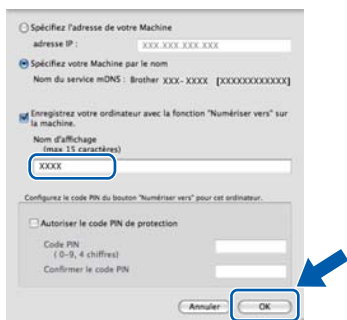 Spécifiez l'adresse de votre Machine
adresse IP : XXX.XXX.XXX.XXX
Spécifiez votre Machine par le nom
Nom du service mDNS : Brother XXX-XXXX [XXXXXXXXXXXX]
Enregistrez votre ordinateur avec la fonction "Numériser vers" sur
la machine.
Nom d'affichage
(max 15 caractères)
XXXX
Configurez le code PIN du bouton "Numériser vers" pour cet ordinateur.
Autoriser le code PIN de protection
Code PIN
( 0-9, 4 chiffres)
Confirmer le code PIN
Annuler OK